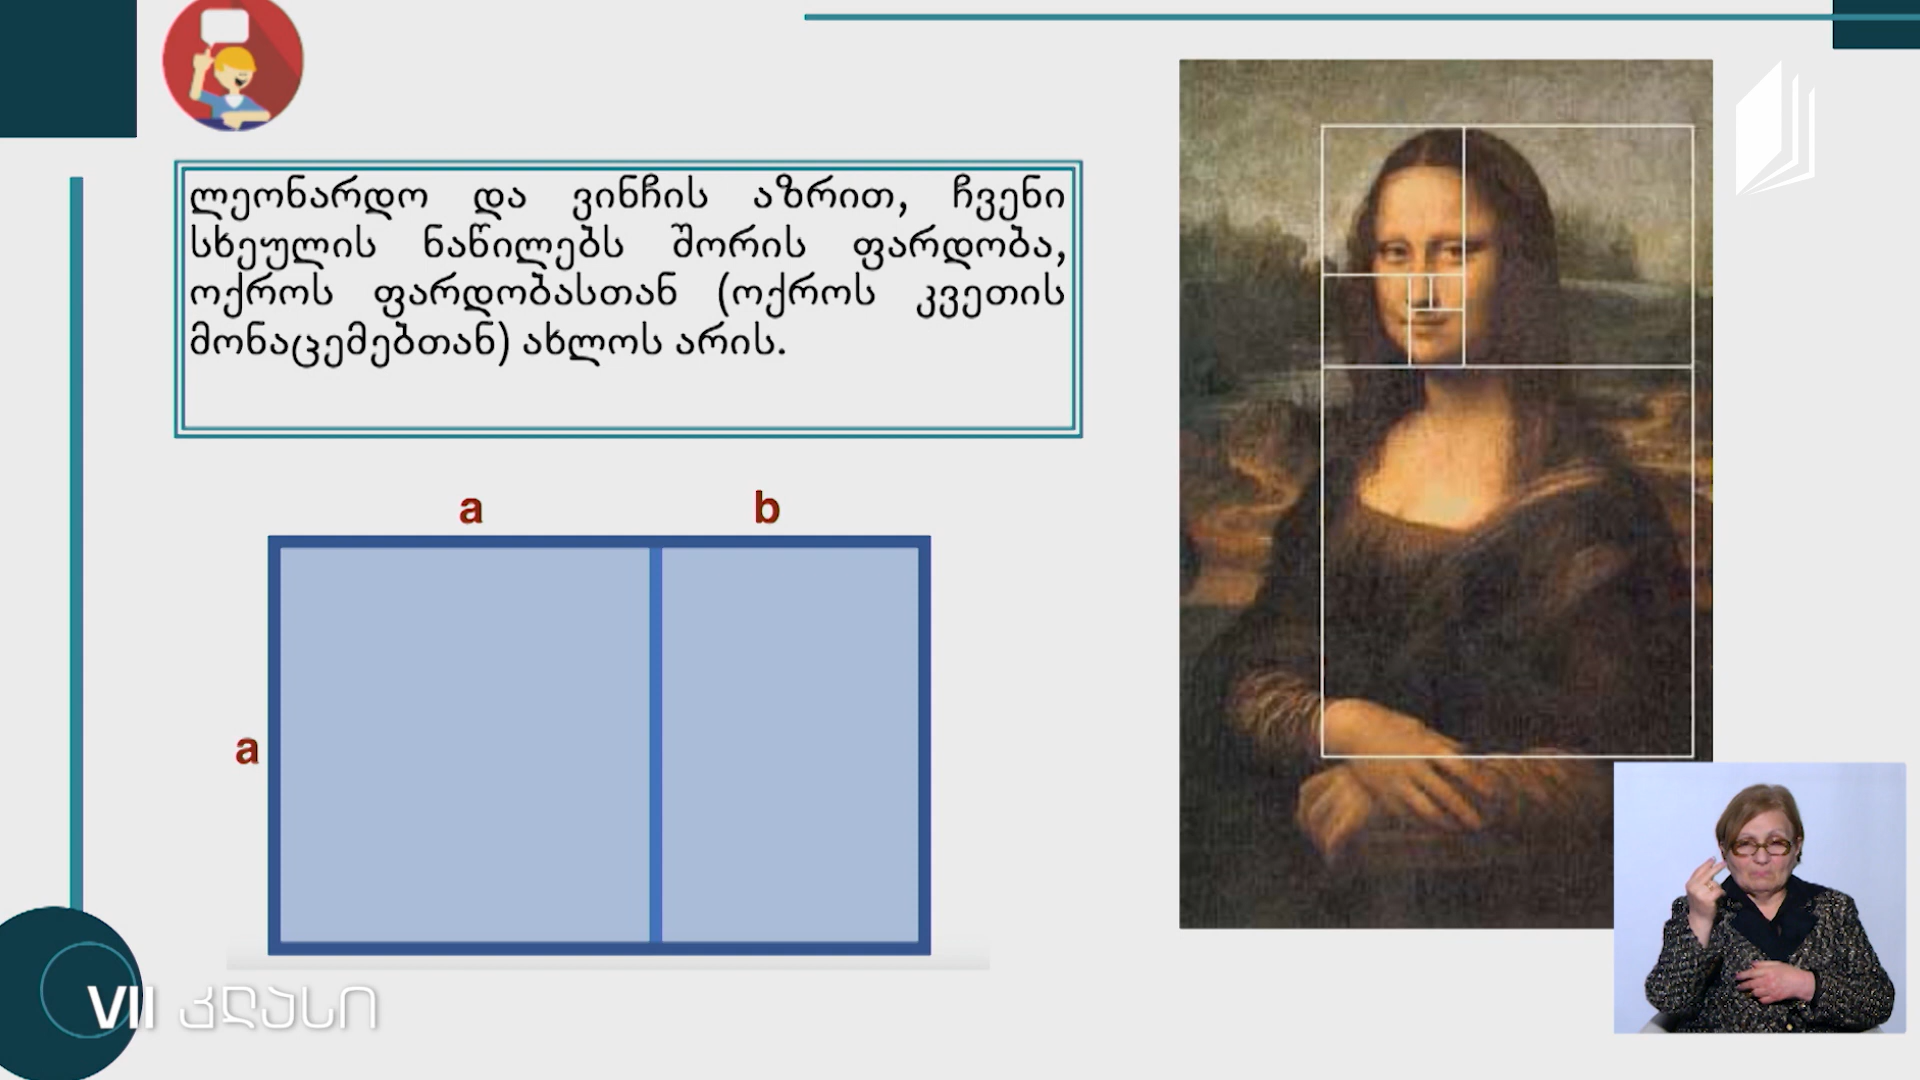 ლეონარდო და ვინჩის აზრით, ჩვენი
სხეულის ნაწილებს შორის ფარდობა,
ოქროს ფარდობასთან (ოქროს კვეთის
მონაცემებთან) ახლოს არის.
a b
a
VII კლასი